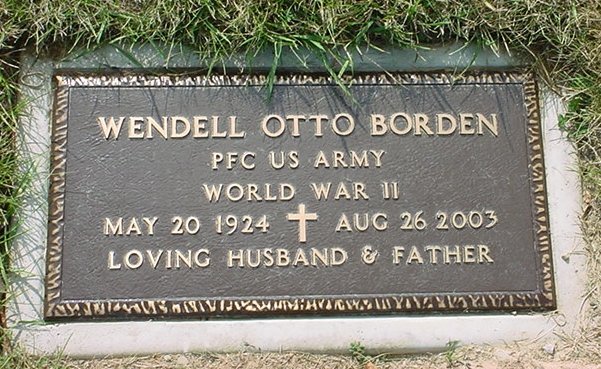 WENDELL OTTO BORDEN
PFC US ARMY
WORLD WAR II
MAY 20 1924 ✝ AUG 26 2003
LOVING HUSBAND & FATHER